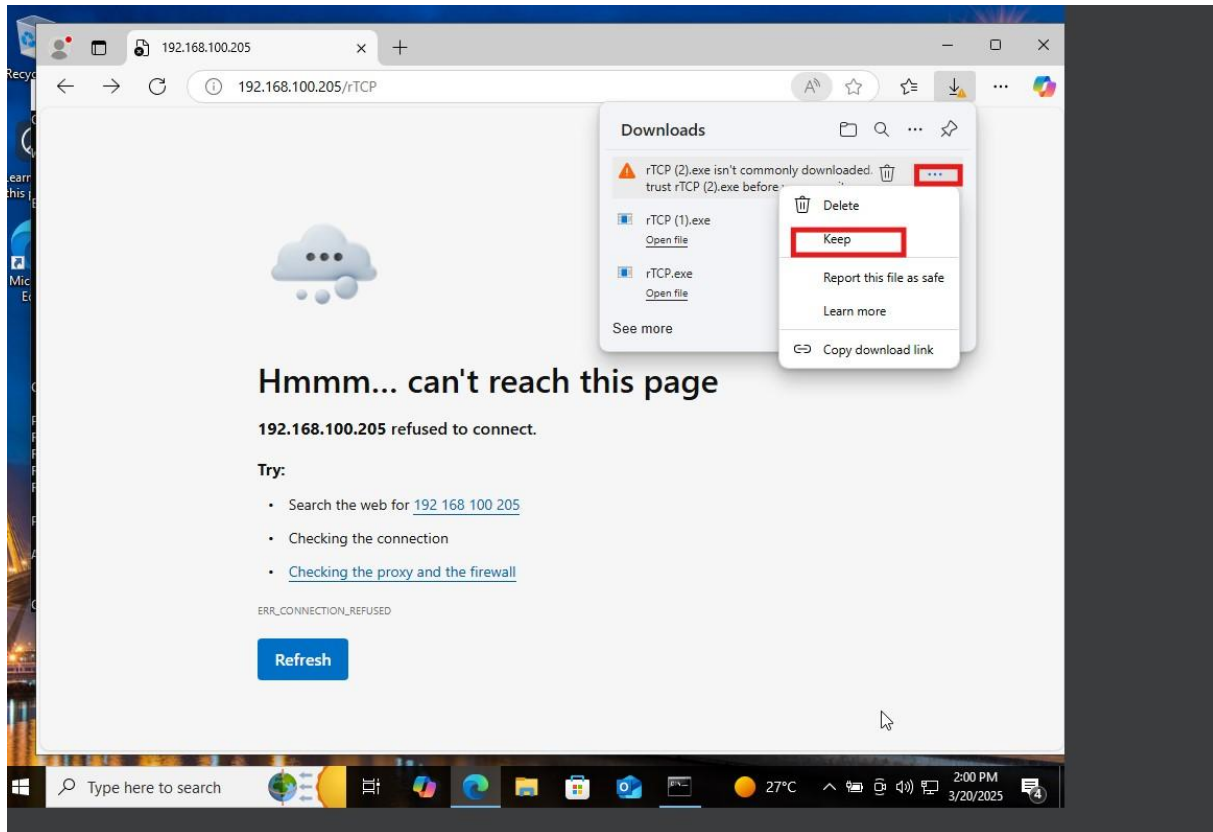 192.168.100.205
192.168.100.205/rTCP
Downloads
rTCP (2).exe isn't commonly downloaded.
trust rTCP (2).exe before
Delete
rTCP (1).exe
Open file
Keep
rTCP.exe
Open file
Report this file as safe
Learn more
See more
Copy download link
Hmmm... can't reach this page
192.168.100.205 refused to connect.
Try:
• Search the web for 192 168 100 205
• Checking the connection
• Checking the proxy and the firewall
ERR_CONNECTION_REFUSED
Refresh
Type here to search
27°C
2:00 PM
3/20/2025
4